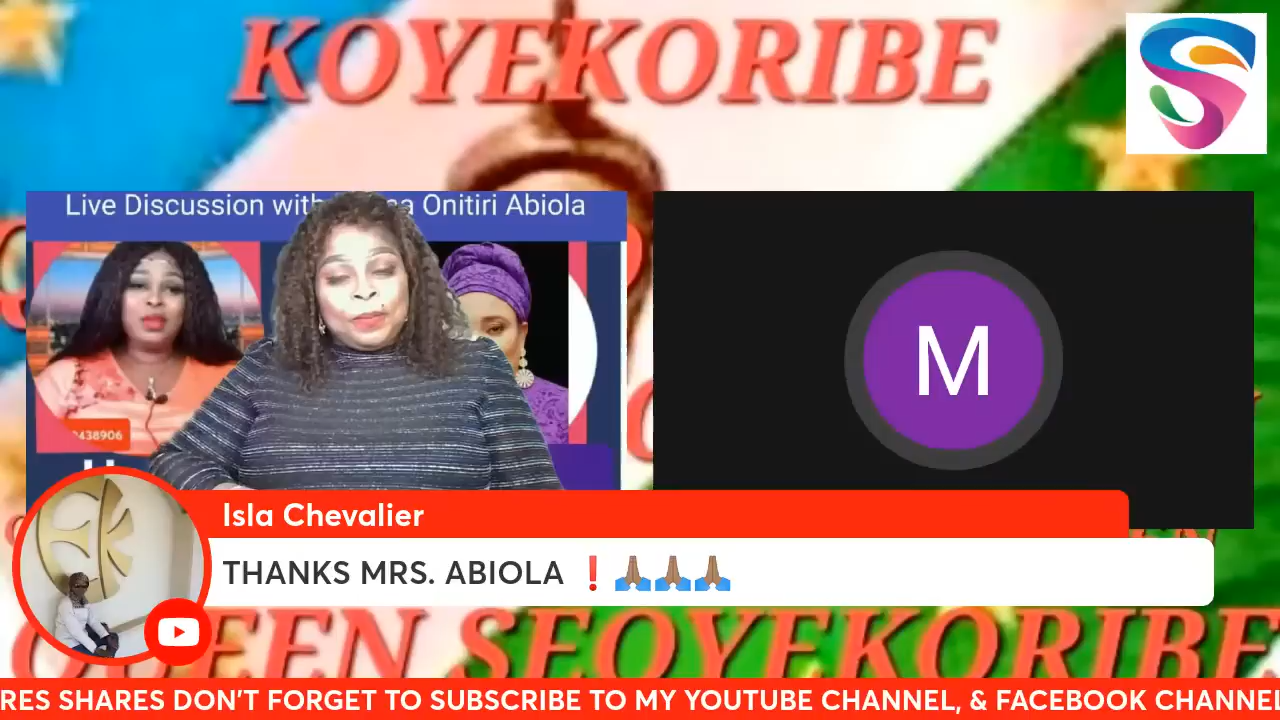 KOYEKORIBE
Live Discussion with Onitiri Abiola
438906
M
Isla Chevalier
THANKS MRS. ABIOLA ❗🙏🏽🙏🏽🙏🏽
QUEEN SEOYEKORIBE
RES SHARES DON'T FORGET TO SUBSCRIBE TO MY YOUTUBE CHANNEL, & FACEBOOK CHANNEL